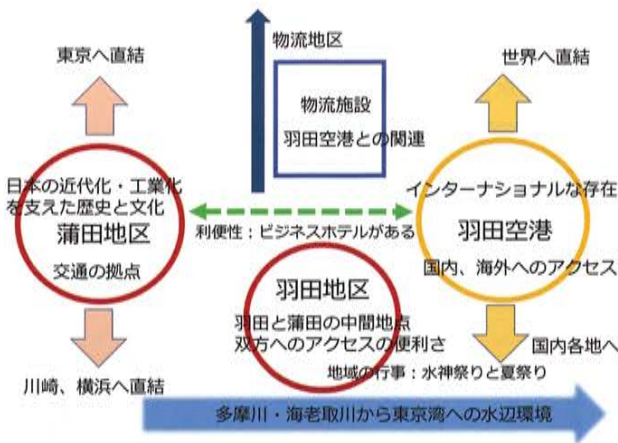 物流地区
東京へ直結
世界へ直結
物流施設
羽田空港との関連
日本の近代化・工業化
を支えた歴史と文化
蒲田地区
交通の拠点
インターナショナルな存在
羽田空港
国内、海外へのアクセス
利便性：ビジネスホテルがある
羽田地区
羽田と蒲田の中間地点
双方へのアクセスの便利さ
地域の行事：水神祭りと夏祭り
川崎、横浜へ直結
国内各地へ
多摩川・海老取川から東京湾への水辺環境